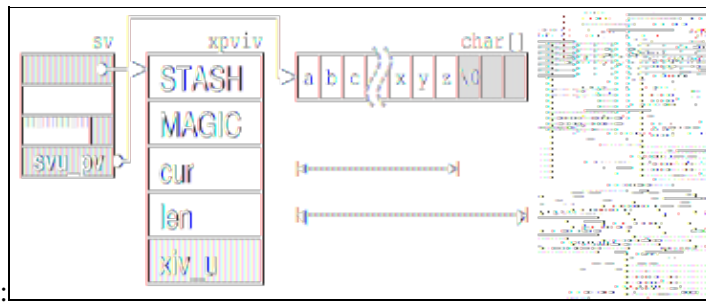 sv xpviv char[]
STASH a b c x y z \0
MAGIC
svu_pv cur
len
xiv_u
: